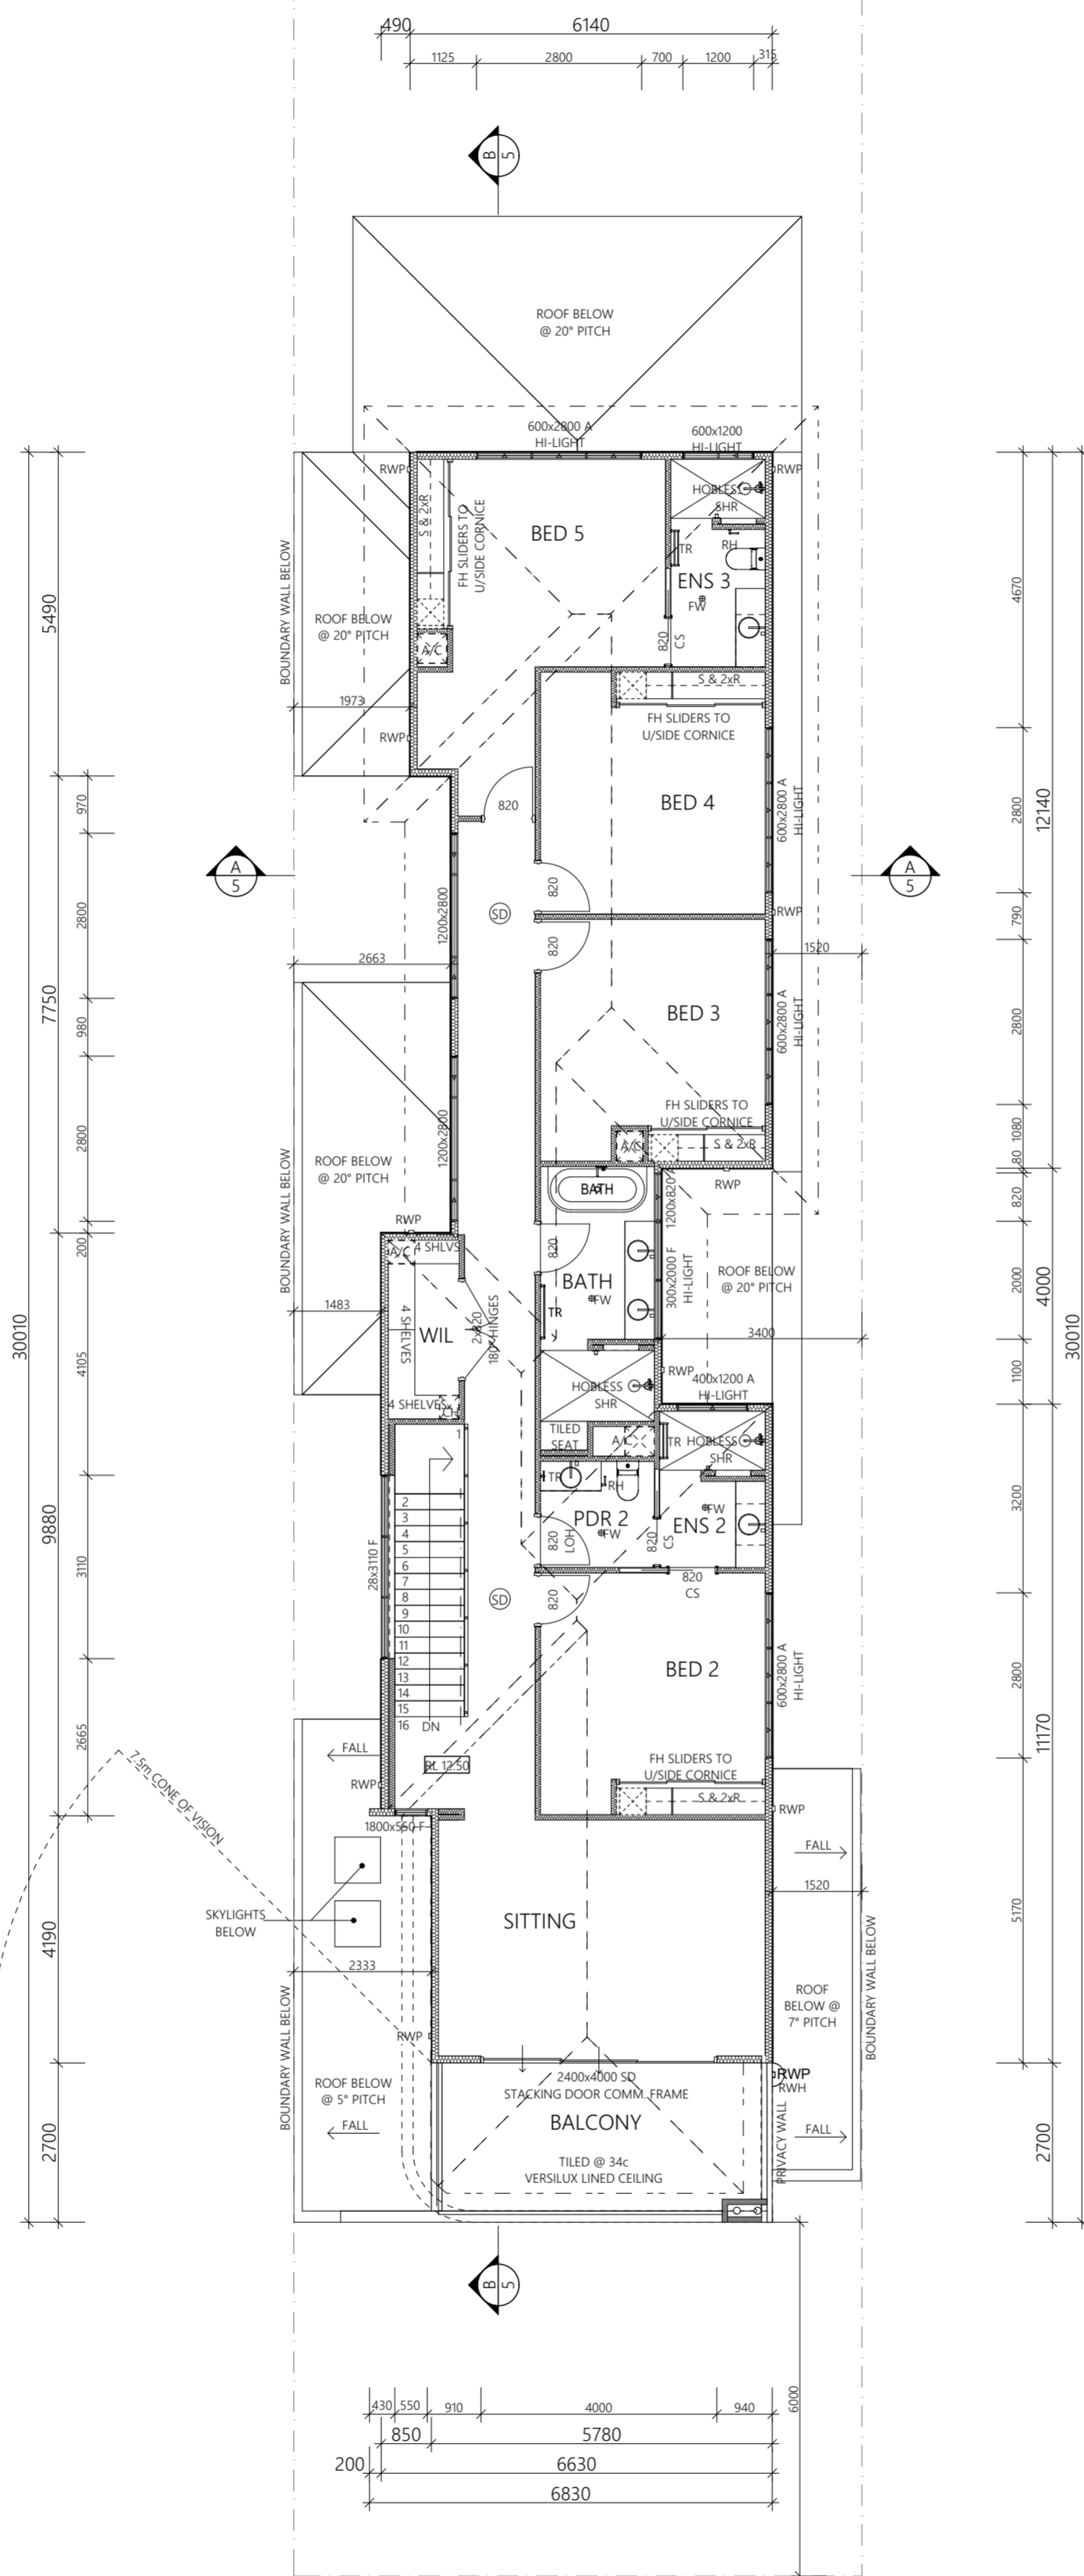 490
6140
1125
2800
700
1200
315
B
5
ROOF BELOW
@ 20° PITCH
600x2800 A
HI-LIGHT
600x1200
HI-LIGHT
RWP
RWP
S & 2xR
FH SLIDERS TO
U/SIDE CORNICE
BED 5
HOBLESS
SHR
TR
RH
ENS 3
FW
820
CS
A/C
BOUNDARY WALL BELOW
ROOF BELOW
@ 20° PITCH
1973
RWP
S & 2xR
FH SLIDERS TO
U/SIDE CORNICE
BED 4
820
820
600x2800 A
HI-LIGHT
A
5
A
5
SD
RWP
1200x2800
820
2663
1520
BED 3
600x2800 A
HI-LIGHT
FH SLIDERS TO
U/SIDE CORNICE
A/C
S & 2xR
1200x2800
BOUNDARY WALL BELOW
ROOF BELOW
@ 20° PITCH
RWP
RWP
BATH
1200x820 A
A/C
4 SHLVS
820
BATH
FW
TR
300x2000 F
HI-LIGHT
ROOF BELOW
@ 20° PITCH
1483
4 SHELVES
WIL
2x820
180° HINGES
3400
RWP
400x1200 A
HI-LIGHT
HOBLESS
SHR
4 SHELVES
CH
TILED
SEAT
A/C
TR
HOBLESS
SHR
1
2
3
4
5
6
7
8
9
10
11
12
13
14
15
16
DN
TR
RH
PDR 2
FW
820
LOH
820
CS
FW
ENS 2
820
CS
28x3110 F
SD
820
BED 2
600x2800 A
HI-LIGHT
FH SLIDERS TO
U/SIDE CORNICE
S & 2xR
RL 12.50
FALL
RWP
7.5m CONE OF VISION
1800x550 F
RWP
FALL
SKYLIGHTS
BELOW
SITTING
1520
2333
BOUNDARY WALL BELOW
BOUNDARY WALL BELOW
ROOF
BELOW @
7° PITCH
RWP
2400x4000 SD
STACKING DOOR COMM. FRAME
RWP
RWH
ROOF BELOW
@ 5° PITCH
BALCONY
FALL
FALL
PRIVACY WALL
TILED @ 34c
VERSILUX LINED CEILING
B
5
30010
5490
7750
9880
4190
2700
970
2800
980
2800
200
4105
3110
2665
4670
2800
790
2800
1080
80
820
2000
1100
3200
2800
5170
12140
4000
11170
2700
30010
6000
430
550
910
4000
940
850
5780
200
6630
6830